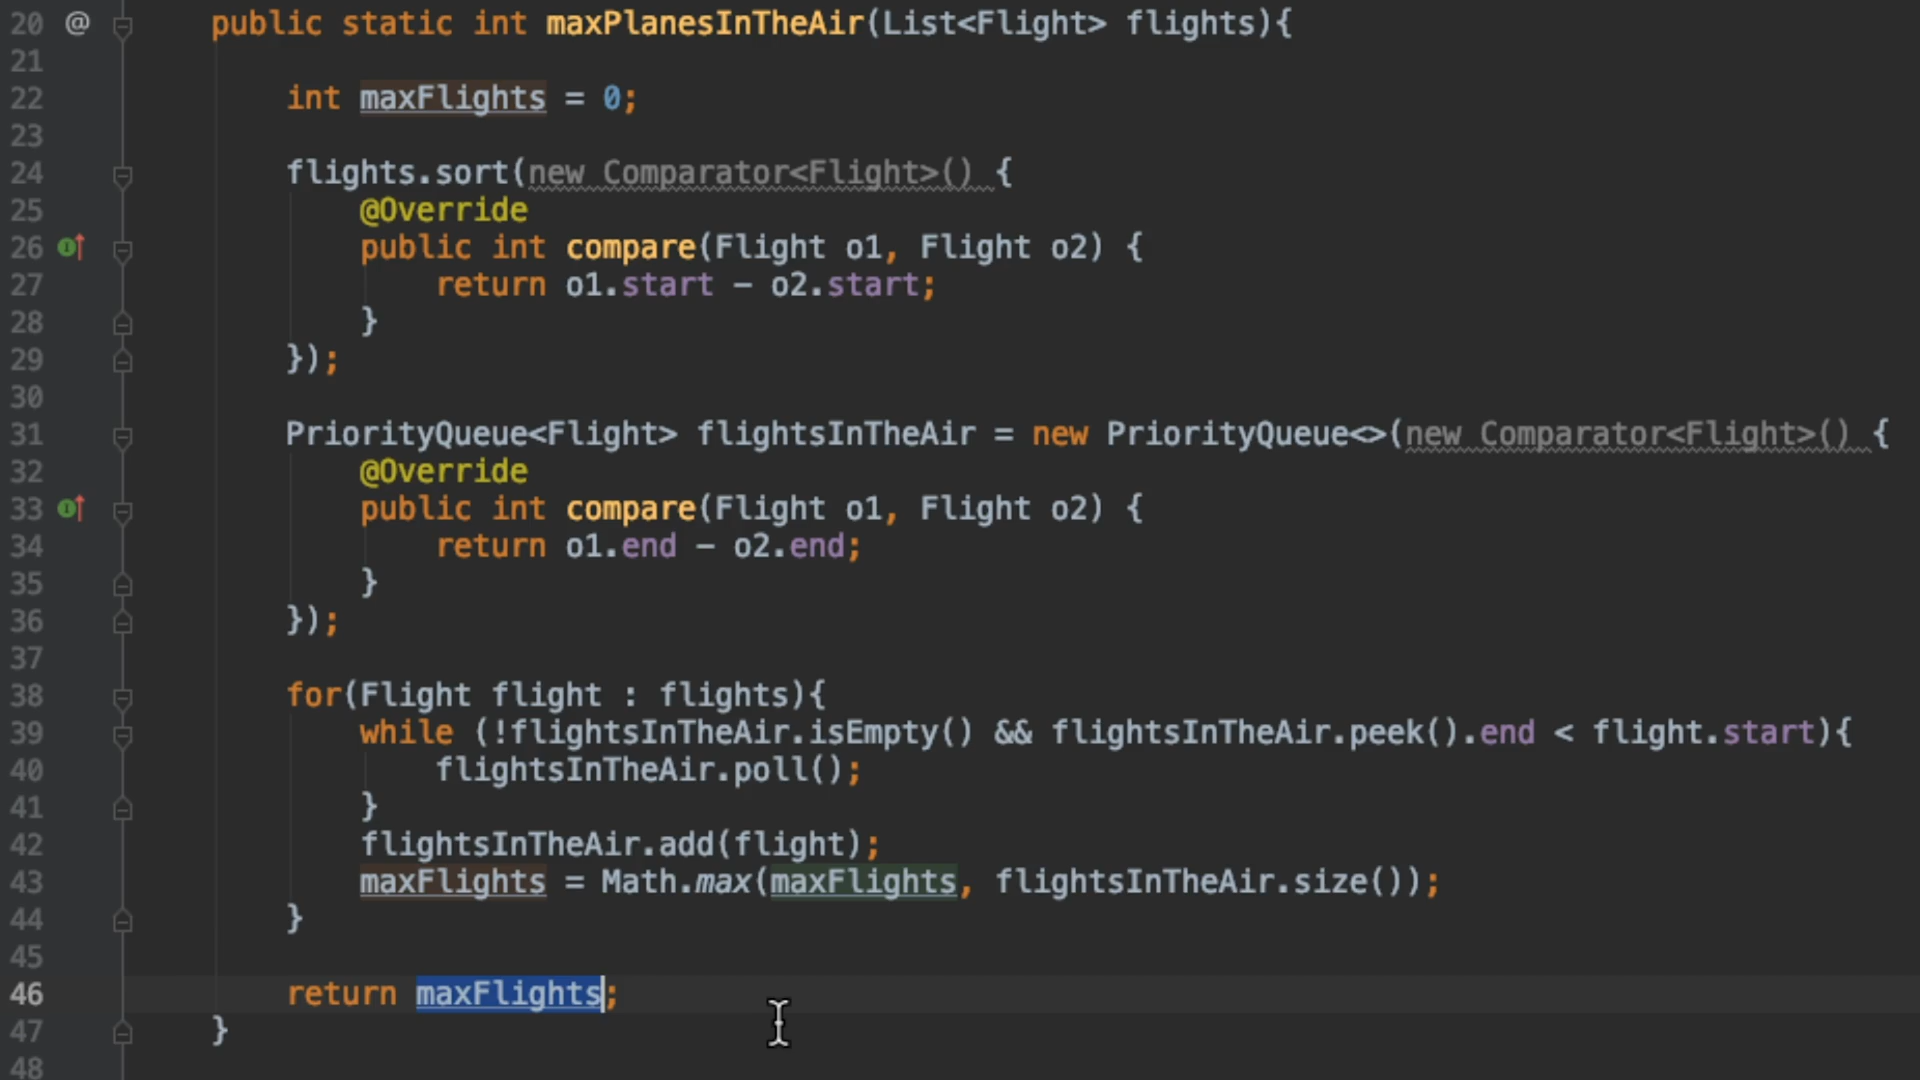 20 @ public static int maxPlanesInTheAir(List<Flight> flights){
21
22 int maxFlights = 0;
23
24 flights.sort(new Comparator<Flight>() {
25 @Override
26 public int compare(Flight o1, Flight o2) {
27 return o1.start - o2.start;
28 }
29 });
30
31 PriorityQueue<Flight> flightsInTheAir = new PriorityQueue<>(new Comparator<Flight>() {
32 @Override
33 public int compare(Flight o1, Flight o2) {
34 return o1.end - o2.end;
35 }
36 });
37
38 for(Flight flight : flights){
39 while (!flightsInTheAir.isEmpty() && flightsInTheAir.peek().end < flight.start){
40 flightsInTheAir.poll();
41 }
42 flightsInTheAir.add(flight);
43 maxFlights = Math.max(maxFlights, flightsInTheAir.size());
44 }
45
46 return maxFlights;
47 }
48